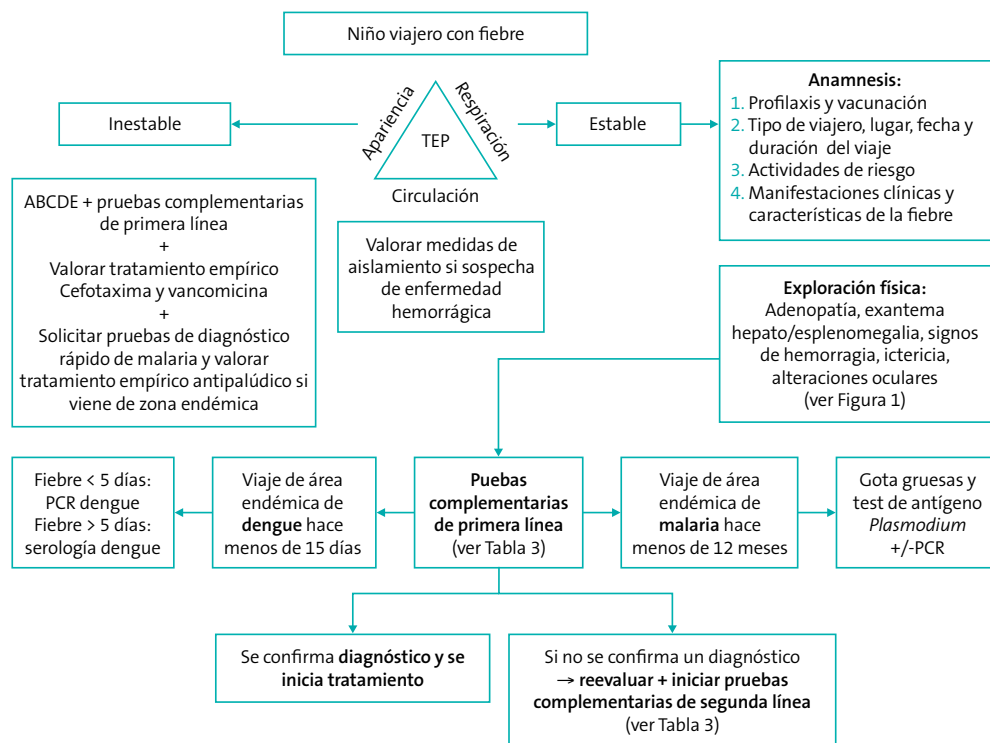 Niño viajero con fiebre
Inestable
Apariencia
Respiración
TEP
Circulación
Estable
Anamnesis:
1. Profilaxis y vacunación
2. Tipo de viajero, lugar, fecha y
duración del viaje
3. Actividades de riesgo
4. Manifestaciones clínicas y
características de la fiebre
ABCDE + pruebas complementarias
de primera línea
+
Valorar tratamiento empírico
Cefotaxima y vancomicina
+
Solicitar pruebas de diagnóstico
rápido de malaria y valorar
tratamiento empírico antipalúdico si
viene de zona endémica
Valorar medidas de
aislamiento si sospecha
de enfermedad
hemorrágica
Exploración física:
Adenopatía, exantema
hepato/esplenomegalia, signos
de hemorragia, ictericia,
alteraciones oculares
(ver Figura 1)
Fiebre < 5 días:
PCR dengue
Fiebre > 5 días:
serología dengue
Viaje de área
endémica de
dengue hace
menos de 15 días
Puebas
complementarias
de primera línea
(ver Tabla 3)
Viaje de área
endémica de
malaria hace
menos de 12 meses
Gota gruesas y
test de antígeno
Plasmodium
+/-PCR
Se confirma diagnóstico y se
inicia tratamiento
Si no se confirma un diagnóstico
→ reevaluar + iniciar pruebas
complementarias de segunda línea
(ver Tabla 3)